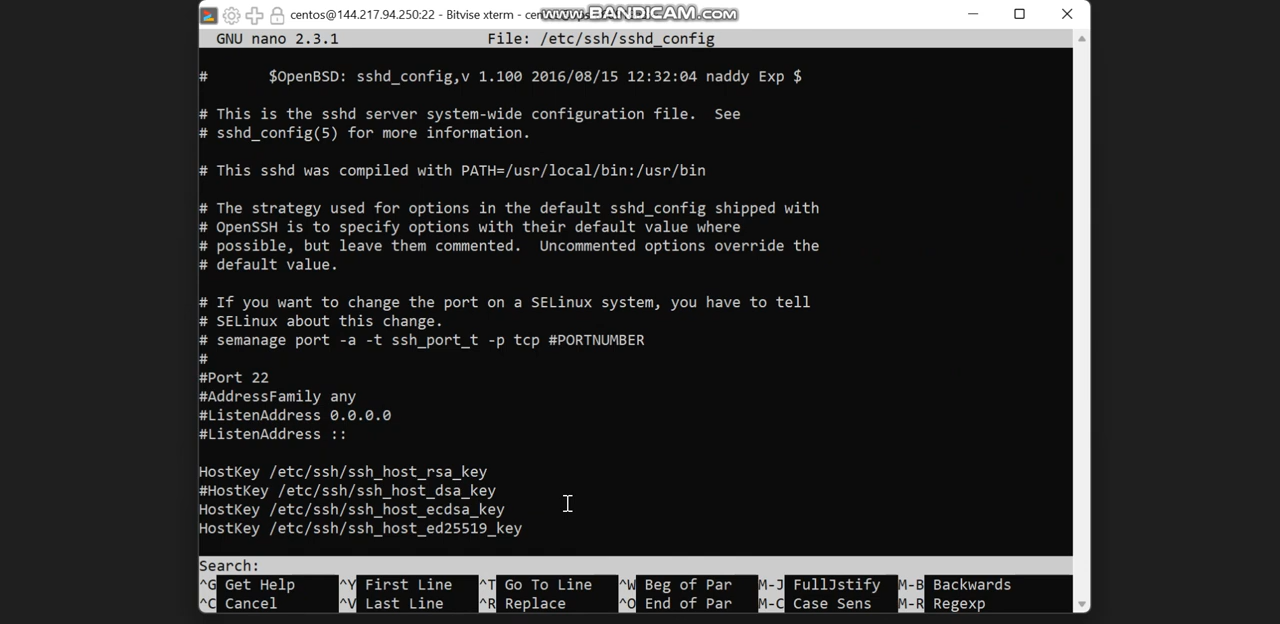 centos@144.217.94.250:22 - Bitvise xterm - cen
www.BANDICAM.com
GNU nano 2.3.1 File: /etc/ssh/sshd_config
# $OpenBSD: sshd_config,v 1.100 2016/08/15 12:32:04 naddy Exp $
# This is the sshd server system-wide configuration file. See
# sshd_config(5) for more information.
# This sshd was compiled with PATH=/usr/local/bin:/usr/bin
# The strategy used for options in the default sshd_config shipped with
# OpenSSH is to specify options with their default value where
# possible, but leave them commented. Uncommented options override the
# default value.
# If you want to change the port on a SELinux system, you have to tell
# SELinux about this change.
# semanage port -a -t ssh_port_t -p tcp #PORTNUMBER
#
#Port 22
#AddressFamily any
#ListenAddress 0.0.0.0
#ListenAddress ::
HostKey /etc/ssh/ssh_host_rsa_key
#HostKey /etc/ssh/ssh_host_dsa_key
HostKey /etc/ssh/ssh_host_ecdsa_key
HostKey /etc/ssh/ssh_host_ed25519_key
Search:
^G Get Help ^Y First Line ^T Go To Line ^W Beg of Par M-J FullJstify M-B Backwards
^C Cancel ^V Last Line ^R Replace ^O End of Par M-C Case Sens M-R Regexp